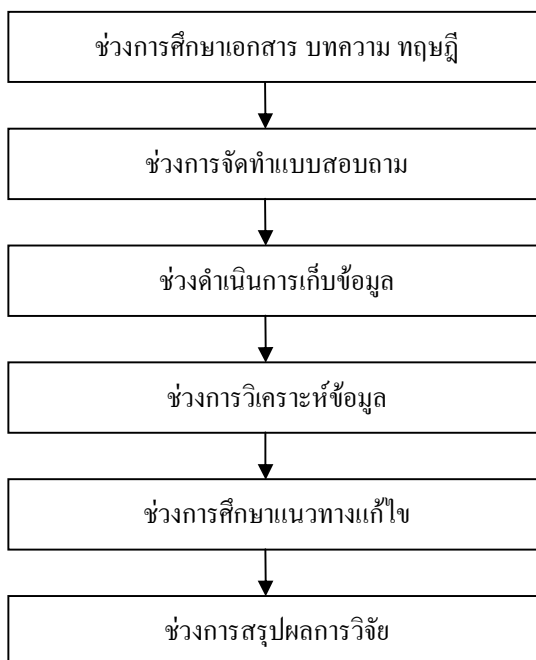 ช่วงการศึกษาเอกสาร บทความ ทฤษฎี
ช่วงการจัดทำแบบสอบถาม
ช่วงดำเนินการเก็บข้อมูล
ช่วงการวิเคราะห์ข้อมูล
ช่วงการศึกษาแนวทางแก้ไข
ช่วงการสรุปผลการวิจัย